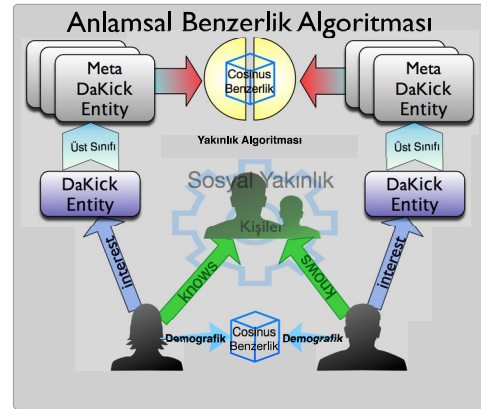 Anlamsal Benzerlik Algoritması
Meta
DaKick
Entity
Cosinus
Benzerlik
Meta
DaKick
Entity
Üst Sınıfı
Yakınlık Algoritması
Üst Sınıfı
DaKick
Entity
Sosyal Yakınlık
Kişiler
DaKick
Entity
interest
knows
knows
interest
Demografik
Cosinus
Benzerlik
Demografik